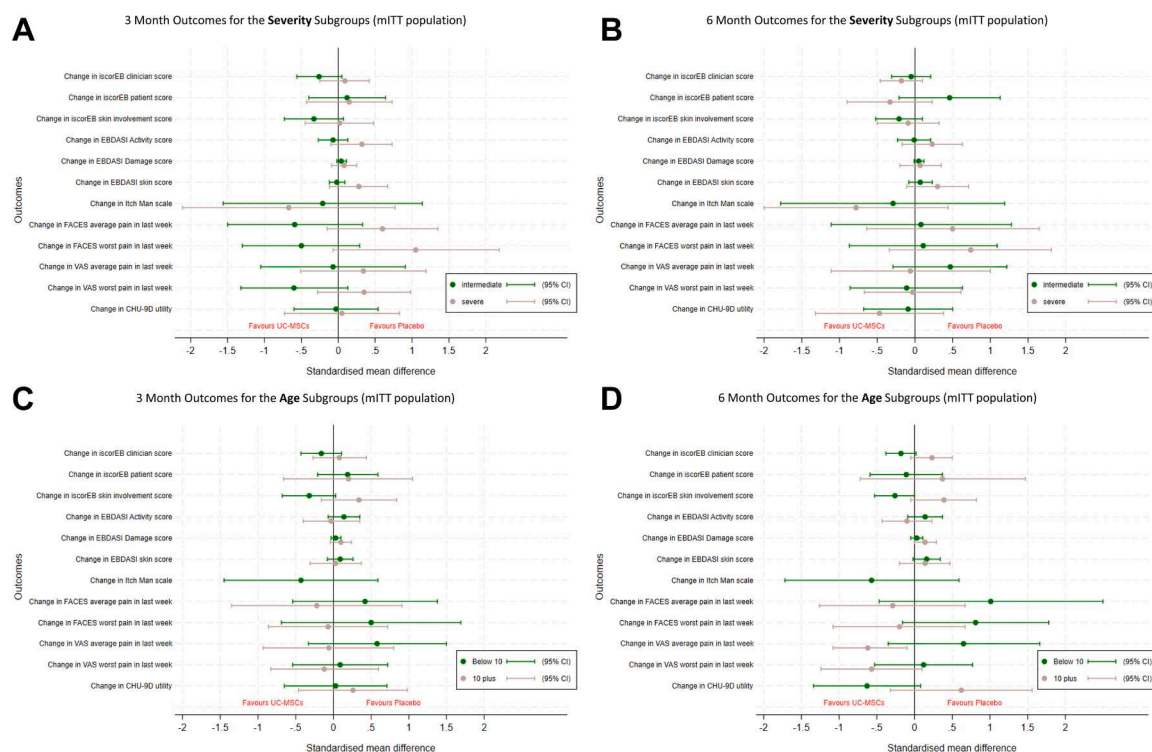 A
3 Month Outcomes for the Severity Subgroups (mITT population)
Outcomes
Change in iscorEB clinician score
Change in iscorEB patient score
Change in iscorEB skin involvement score
Change in EBDASI Activity score
Change in EBDASI Damage score
Change in EBDASI skin score
Change in Itch Man scale
Change in FACES average pain in last week
Change in FACES worst pain in last week
Change in VAS average pain in last week
Change in VAS worst pain in last week
Change in CHU-9D utility
intermediate (95% CI)
severe (95% CI)
Favours UC-MSCs Favours Placebo
-2 -1.5 -1 -.5 0 .5 1 1.5 2
Standardised mean difference
B
6 Month Outcomes for the Severity Subgroups (mITT population)
Outcomes
Change in iscorEB clinician score
Change in iscorEB patient score
Change in iscorEB skin involvement score
Change in EBDASI Activity score
Change in EBDASI Damage score
Change in EBDASI skin score
Change in Itch Man scale
Change in FACES average pain in last week
Change in FACES worst pain in last week
Change in VAS average pain in last week
Change in VAS worst pain in last week
Change in CHU-9D utility
intermediate (95% CI)
severe (95% CI)
Favours UC-MSCs Favours Placebo
-2 -1.5 -1 -.5 0 .5 1 1.5 2
Standardised mean difference
C
3 Month Outcomes for the Age Subgroups (mITT population)
Outcomes
Change in iscorEB clinician score
Change in iscorEB patient score
Change in iscorEB skin involvement score
Change in EBDASI Activity score
Change in EBDASI Damage score
Change in EBDASI skin score
Change in Itch Man scale
Change in FACES average pain in last week
Change in FACES worst pain in last week
Change in VAS average pain in last week
Change in VAS worst pain in last week
Change in CHU-9D utility
Below 10 (95% CI)
10 plus (95% CI)
Favours UC-MSCs Favours Placebo
-2 -1.5 -1 -.5 0 .5 1 1.5 2
Standardised mean difference
D
6 Month Outcomes for the Age Subgroups (mITT population)
Outcomes
Change in iscorEB clinician score
Change in iscorEB patient score
Change in iscorEB skin involvement score
Change in EBDASI Activity score
Change in EBDASI Damage score
Change in EBDASI skin score
Change in Itch Man scale
Change in FACES average pain in last week
Change in FACES worst pain in last week
Change in VAS average pain in last week
Change in VAS worst pain in last week
Change in CHU-9D utility
Below 10 (95% CI)
10 plus (95% CI)
Favours UC-MSCs Favours Placebo
-2 -1.5 -1 -.5 0 .5 1 1.5 2
Standardised mean difference